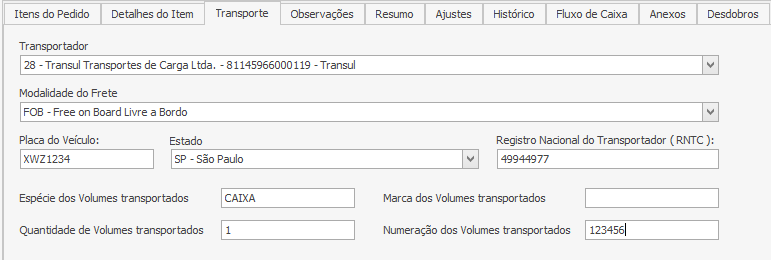 Itens do Pedido Detalhes do Item Transporte Observações Resumo Ajustes Histórico Fluxo de Caixa Anexos Desdobros
Transportador
28 - Transul Transportes de Carga Ltda. - 81145966000119 - Transul
Modalidade do Frete
FOB - Free on Board Livre a Bordo
Placa do Veículo: Estado Registro Nacional do Transportador ( RNTC ):
XWZ1234 SP - São Paulo 49944977
Espécie dos Volumes transportados CAIXA Marca dos Volumes transportados
Quantidade de Volumes transportados 1 Numeração dos Volumes transportados 123456